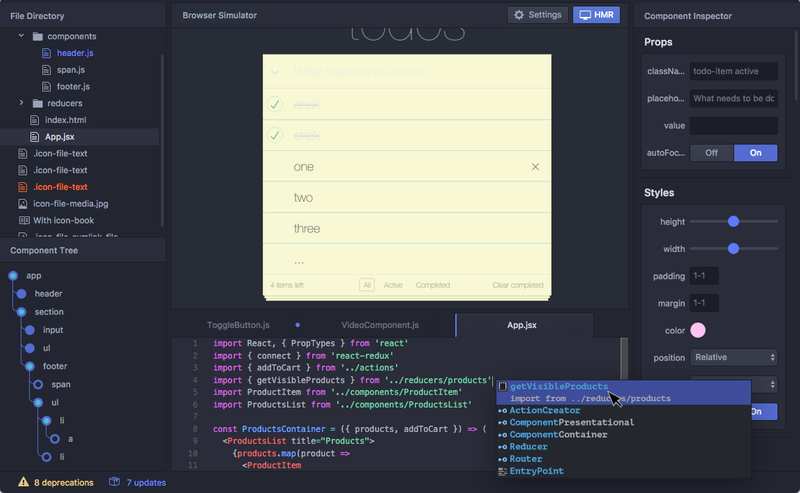 File Directory
components
header.js
span.js
footer.js
reducers
index.html
App.jsx
.icon-file-text
.icon-file-text
.icon-file-text
icon-file-media.jpg
With icon-book
Component Tree
app
header
section
input
ul
footer
span
ul
li
a
li
8 deprecations
7 updates
Browser Simulator
Settings
HMR
todos
one
two
three
...
4 items left
All
Active
Completed
Clear completed
ToggleButton.js
VideoComponent.js
App.jsx
1 import React, { PropTypes } from 'react'
2 import { connect } from 'react-redux'
3 import { addToCart } from '../actions'
4 import { getVisibleProducts } from '../reducers/products'
5 import ProductItem from '../components/ProductItem'
6 import ProductsList from '../components/ProductsList'
7
8 const ProductsContainer = ({ products, addToCart }) => (
9 <ProductsList title="Products">
10 {products.map(product =>
11 <ProductItem
getVisibleProducts
import from ../reducers/products
ActionCreator
ComponentPresentational
ComponentContainer
Reducer
Router
EntryPoint
Component Inspector
Props
classNa...
todo-item active
placeho...
What needs to be do
value
autoFoc...
Off
On
Styles
height
width
padding
1-1
margin
1-1
color
position
Relative
On